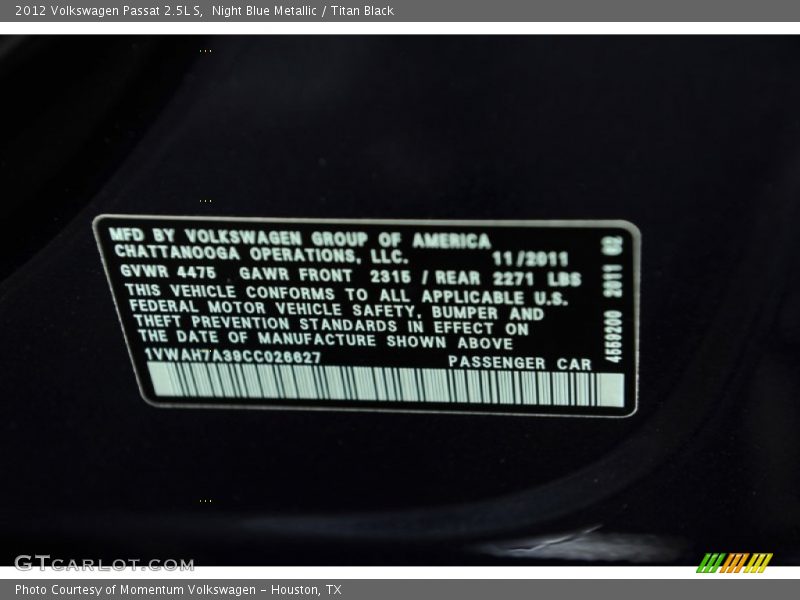 2012 Volkswagen Passat 2.5L S,  Night Blue Metallic / Titan Black
MFD BY VOLKSWAGEN GROUP OF AMERICA
CHATTANOOGA OPERATIONS, LLC. 11/2011
GVWR 4475 GAWR FRONT 2315 / REAR 2271 LBS
THIS VEHICLE CONFORMS TO ALL APPLICABLE U.S.
FEDERAL MOTOR VEHICLE SAFETY, BUMPER AND
THEFT PREVENTION STANDARDS IN EFFECT ON
THE DATE OF MANUFACTURE SHOWN ABOVE
1VWAH7A39CC026627 PASSENGER CAR
4569200 2011 02
GTCARLOT.COM
Photo Courtesy of Momentum Volkswagen - Houston, TX